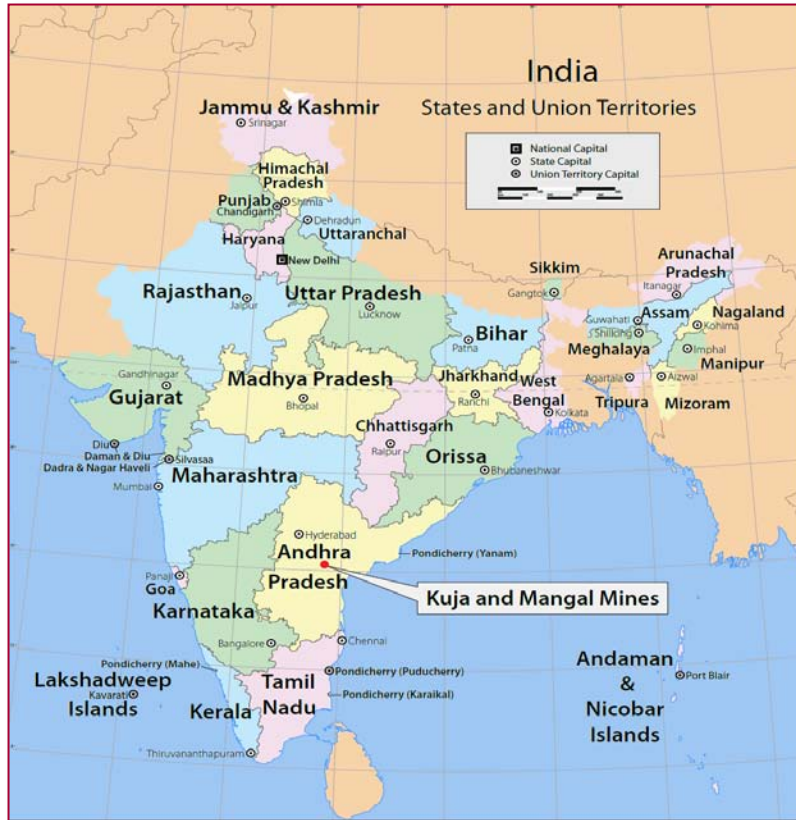 India
States and Union Territories
National Capital
State Capital
Union Territory Capital
Jammu & Kashmir
Srinagar
Himachal
Pradesh
Shimla
Punjab
Chandigarh
Dehradun
Uttaranchal
Haryana
New Delhi
Arunachal
Pradesh
Itanagar
Sikkim
Gangtok
Rajasthan
Jaipur
Uttar Pradesh
Lucknow
Bihar
Patna
Guwahati
Assam
Nagaland
Kohima
Shillong
Meghalaya
Imphal
Manipur
Gandhinagar
Gujarat
Madhya Pradesh
Bhopal
Jharkhand
Ranchi
West
Bengal
Kolkata
Agartala
Tripura
Aizwal
Mizoram
Chhattisgarh
Raipur
Orissa
Bhubaneshwar
Diu
Daman & Diu
Dadra & Nagar Haveli
Silvasaa
Maharashtra
Mumbai
Hyderabad
Andhra
Pradesh
Pondicherry (Yanam)
Kuja and Mangal Mines
Panaji
Goa
Karnataka
Bangalore
Chennai
Pondicherry (Mahe)
Pondicherry (Puducherry)
Pondicherry (Karaikal)
Lakshadweep
Kavarati
Islands
Kerala
Tamil
Nadu
Thiruvananthapuram
Andaman
&
Nicobar
Islands
Port Blair